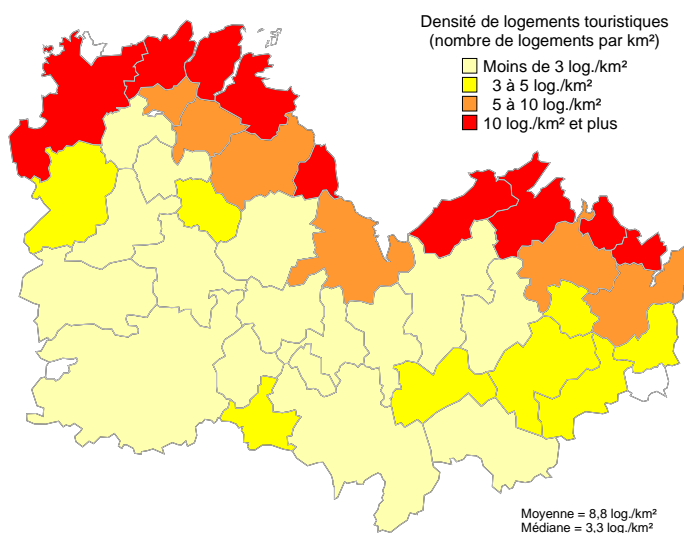 Densité de logements touristiques
(nombre de logements par km²)
Moins de 3 log./km²
3 à 5 log./km²
5 à 10 log./km²
10 log./km² et plus
Moyenne = 8,8 log./km²
Médiane = 3,3 log./km²